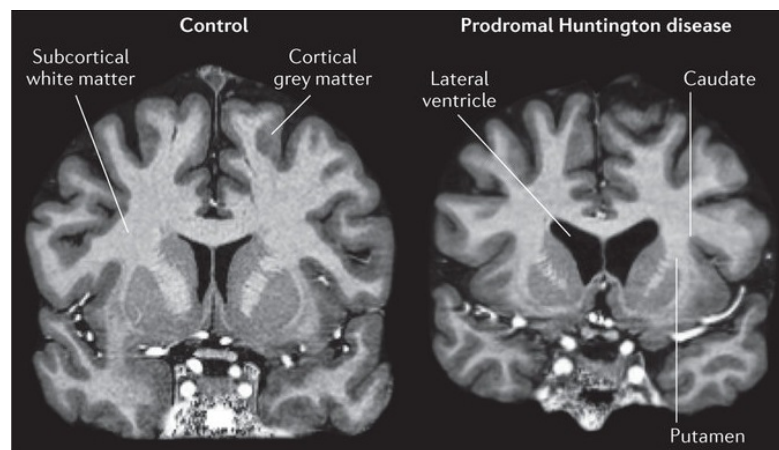 Control
Prodromal Huntington disease
Subcortical
white matter
Cortical
grey matter
Lateral
ventricle
Caudate
Putamen